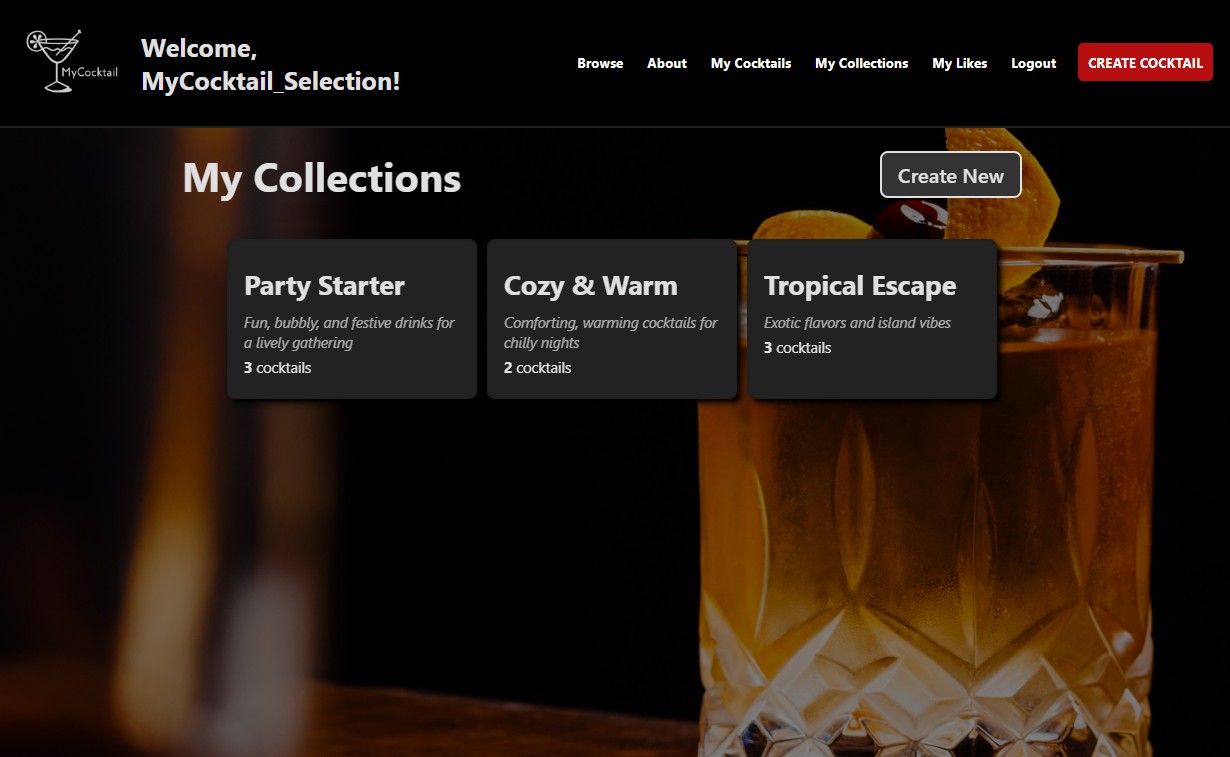 MyCocktail
Welcome,
MyCocktail_Selection!
Browse About My Cocktails My Collections My Likes Logout CREATE COCKTAIL
My Collections
Create New
Party Starter
Fun, bubbly, and festive drinks for
a lively gathering
3 cocktails
Cozy & Warm
Comforting, warming cocktails for
chilly nights
2 cocktails
Tropical Escape
Exotic flavors and island vibes
3 cocktails